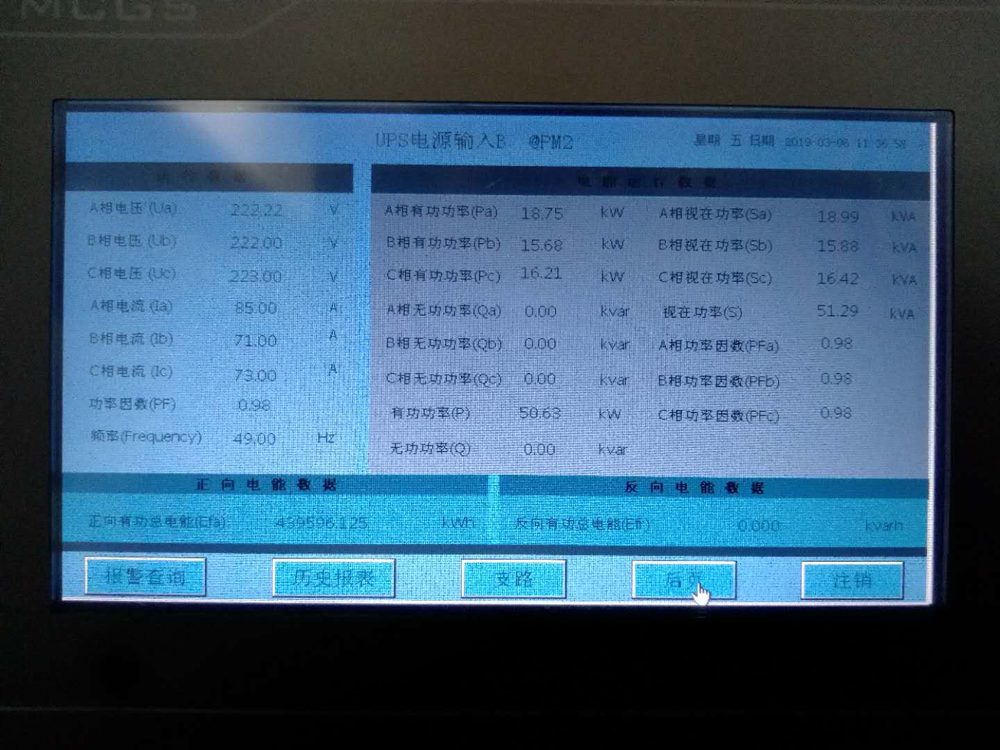 MCGS
UPS电源输入B @PM2
星期 五 日期 2019-03-08
电 源 运 行 数 据
A相电压 (Ua) 222.22 V
B相电压 (Ub) 222.00 V
C相电压 (Uc) 223.00 V
A相电流 (Ia) 85.00 A
B相电流 (Ib) 71.00 A
C相电流 (Ic) 73.00 A
功率因数(PF) 0.98
频率(Frequency) 49.00 Hz
A相有功功率(Pa) 18.75 kW A相视在功率(Sa) 18.99 kVA
B相有功功率(Pb) 15.68 kW B相视在功率(Sb) 15.88 kVA
C相有功功率(Pc) 16.21 kW C相视在功率(Sc) 16.42 kVA
A相无功功率(Qa) 0.00 kvar 视在功率(S) 51.29 kVA
B相无功功率(Qb) 0.00 kvar A相功率因数(PFa) 0.98
C相无功功率(Qc) 0.00 kvar B相功率因数(PFb) 0.98
有功功率(P) 50.63 kW C相功率因数(PFc) 0.98
无功功率(Q) 0.00 kvar
正 向 电 能 数 据
正向有功总电能(Efa) 459596.125 kWh
反 向 电 能 数 据
反向有功总电能(Efr) 0.000 kvarh
报警查询
历史报表
支路
后页
注销